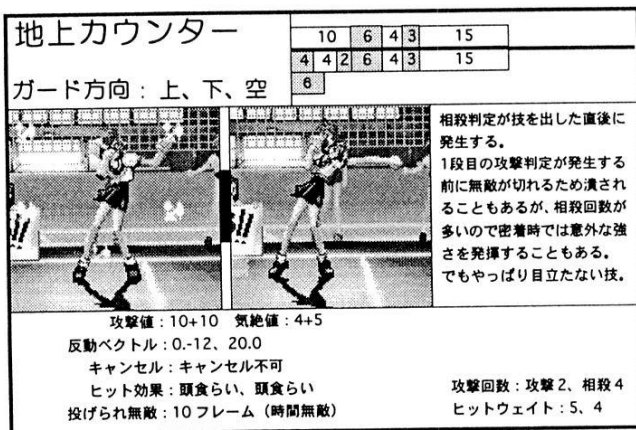 地上カウンター
10 6 4 3 15
4 4 2 6 4 3 15
6
ガード方向：上、下、空
相殺判定が技を出した直後に
発生する。
1段目の攻撃判定が発生する
前に無敵が切れるため潰され
ることもあるが、相殺回数が
多いので密着時では意外な強
さを発揮することもある。
でもやっぱり目立たない技。
攻撃値：10+10　気絶値：4+5
反動ベクトル：0.-12、20.0
キャンセル：キャンセル不可
ヒット効果：頭食らい、頭食らい
投げられ無敵：10 フレーム（時間無敵）
攻撃回数：攻撃 2、相殺 4
ヒットウェイト：5、4